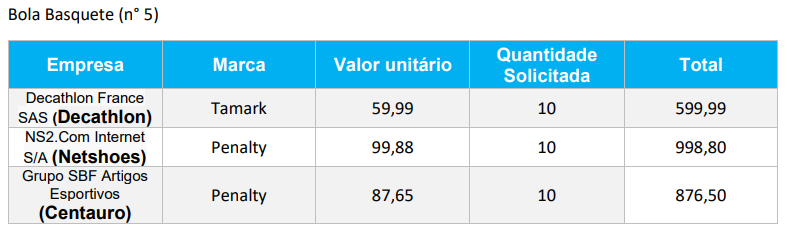 Bola Basquete (n° 5)
Empresa Marca Valor unitário Quantidade Solicitada Total
Decathlon France
SAS (Decathlon) Tamark 59,99 10 599,99
NS2.Com Internet
S/A (Netshoes) Penalty 99,88 10 998,80
Grupo SBF Artigos
Esportivos
(Centauro) Penalty 87,65 10 876,50